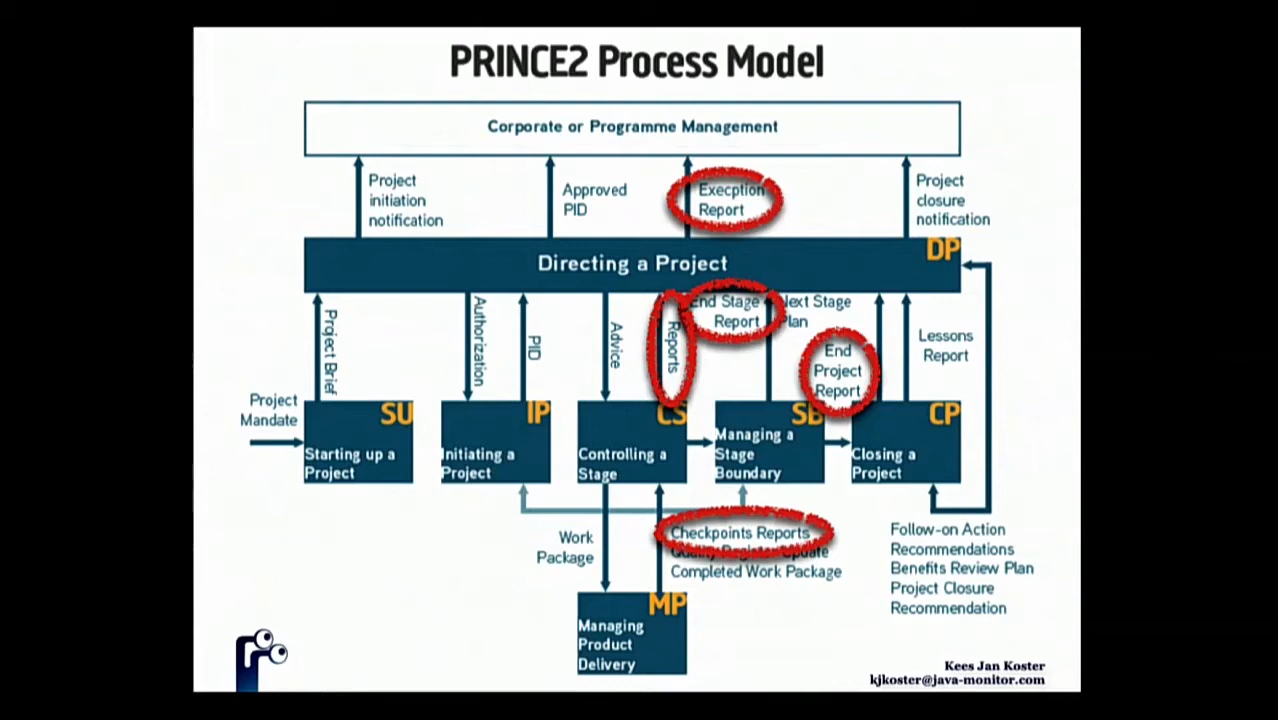 PRINCE2 Process Model
Corporate or Programme Management
Project
initiation
notification
Approved
PID
Execption
Report
Project
closure
notification
DP
Directing a Project
Project Brief
Authorization
PID
Advice
Reports
End Stage
Report
Next Stage
Plan
End
Project
Report
Lessons
Report
Project
Mandate
SU
Starting up a
Project
IP
Initiating a
Project
CS
Controlling a
Stage
SB
Managing a
Stage
Boundary
CP
Closing a
Project
Work
Package
Checkpoints Reports
Quality Register Update
Completed Work Package
Follow-on Action
Recommendations
Benefits Review Plan
Project Closure
Recommendation
MP
Managing
Product
Delivery
Kees Jan Koster
kjkoster@java-monitor.com